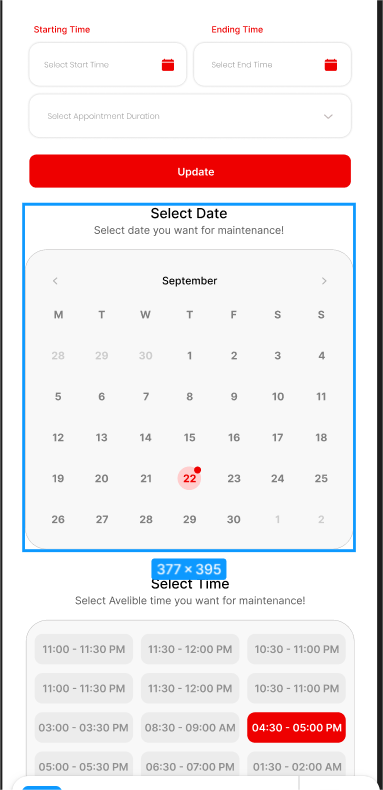 Starting Time Ending Time
Select Start Time Select End Time
Select Appointment Duration
Update
Select Date
Select date you want for maintenance!
September
M T W T F S S
28 29 30 1 2 3 4
5 6 7 8 9 10 11
12 13 14 15 16 17 18
19 20 21 22 23 24 25
26 27 28 29 30 1 2
377 × 395
Select Time
Select Avelible time you want for maintenance!
11:00 - 11:30 PM 11:30 - 12:00 PM 10:30 - 11:00 PM
11:00 - 11:30 PM 11:30 - 12:00 PM 10:30 - 11:00 PM
03:00 - 03:30 PM 08:30 - 09:00 AM 04:30 - 05:00 PM
05:00 - 05:30 PM 06:30 - 07:00 PM 01:30 - 02:00 AM